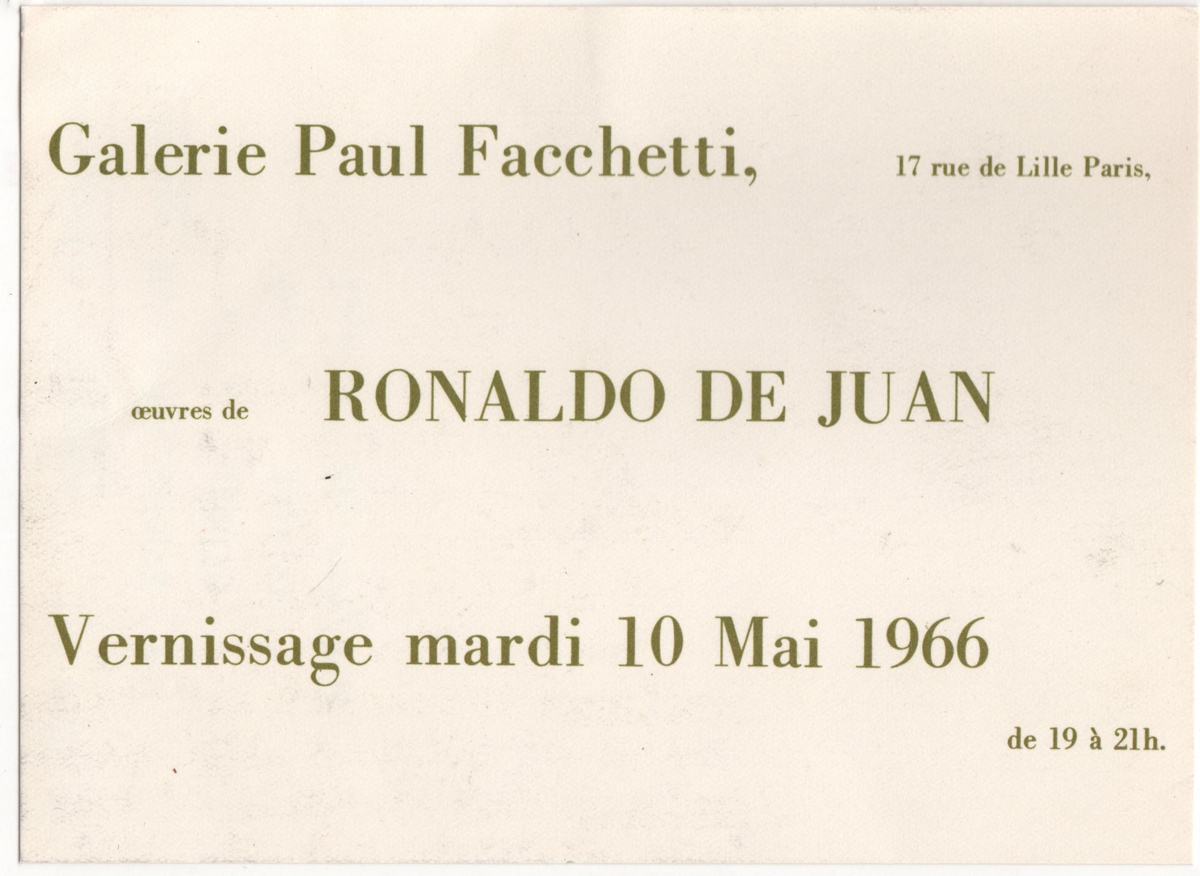 Galerie Paul Facchetti, 17 rue de Lille Paris,
œuvres de RONALDO DE JUAN
Vernissage mardi 10 Mai 1966
de 19 à 21h.